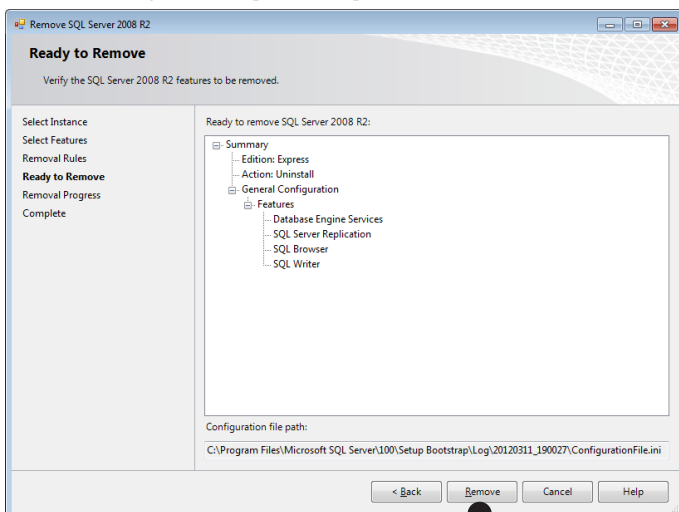 Remove SQL Server 2008 R2
Ready to Remove
Verify the SQL Server 2008 R2 features to be removed.
Select Instance
Select Features
Removal Rules
Ready to Remove
Removal Progress
Complete
Ready to remove SQL Server 2008 R2:
Summary
Edition: Express
Action: Uninstall
General Configuration
Features
Database Engine Services
SQL Server Replication
SQL Browser
SQL Writer
Configuration file path:
C:\Program Files\Microsoft SQL Server\100\Setup Bootstrap\Log\20120311_190027\ConfigurationFile.ini
< Back Remove Cancel Help